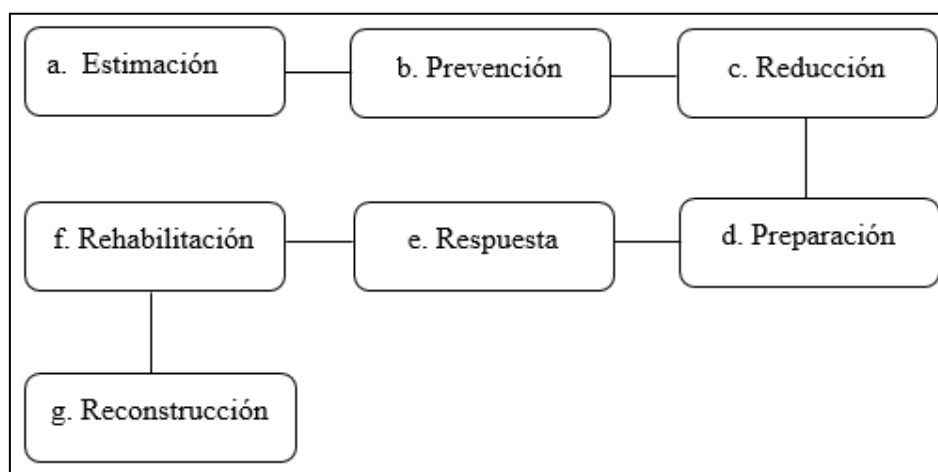 a. Estimación
b. Prevención
c. Reducción
d. Preparación
e. Respuesta
f. Rehabilitación
g. Reconstrucción